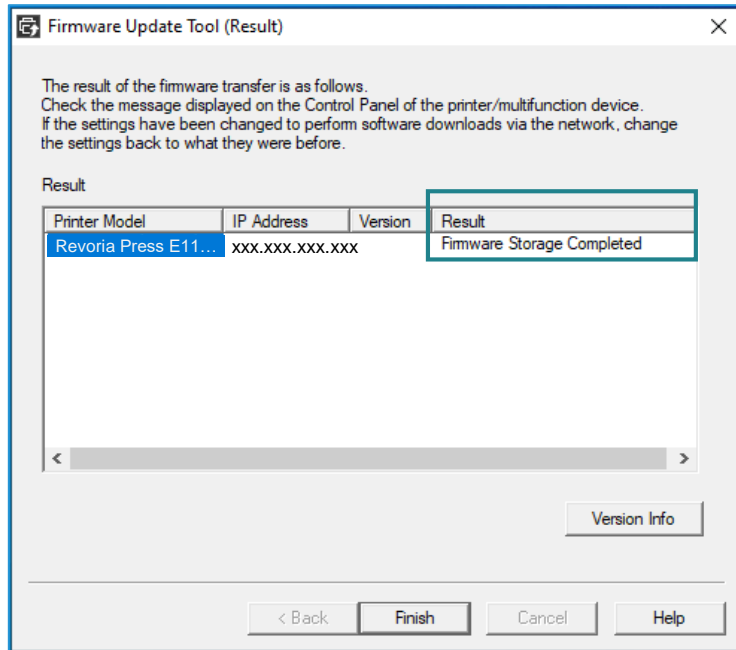 Firmware Update Tool (Result)
The result of the firmware transfer is as follows.
Check the message displayed on the Control Panel of the printer/multifunction device.
If the settings have been changed to perform software downloads via the network, change
the settings back to what they were before.
Result
Printer Model IP Address Version Result
Revoria Press E11... xxx.xxx.xxx.xxx Firmware Storage Completed
Version Info
< Back Finish Cancel Help